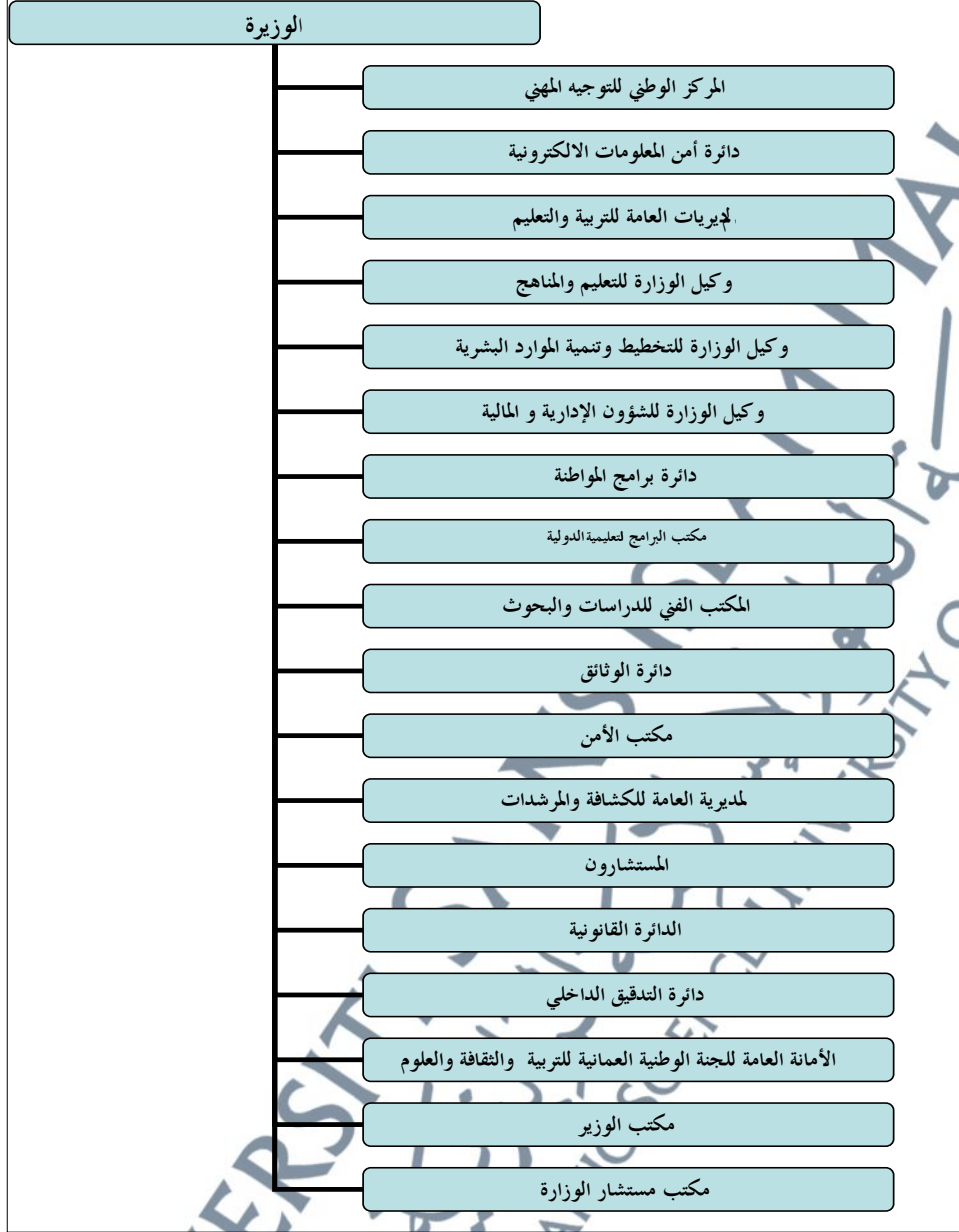 الوزيرة
المركز الوطني للتوجيه المهني
دائرة أمن المعلومات الالكترونية
لمديريات العامة للتربية والتعليم
وكيل الوزارة للتعليم والمناهج
وكيل الوزارة للتخطيط وتنمية الموارد البشرية
وكيل الوزارة للشؤون الإدارية و المالية
دائرة برامج المواطنة
مكتب البرامج لتعليمية الدولية
المكتب الفني للدراسات والبحوث
دائرة الوثائق
مكتب الأمن
لمديرية العامة للكشافة والمرشدات
المستشارون
الدائرة القانونية
دائرة التدقيق الداخلي
الأمانة العامة للجنة الوطنية العمانية للتربية والثقافة والعلوم
مكتب الوزير
مكتب مستشار الوزارة